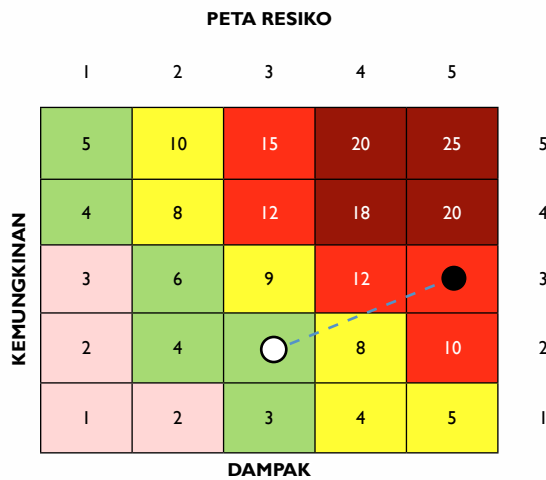 PETA RESIKO
1 2 3 4 5
5 10 15 20 25 5
4 8 12 18 20 4
KEMUNGKINAN
3 6 9 12 3
2 4 8 10 2
1 2 3 4 5 1
DAMPAK